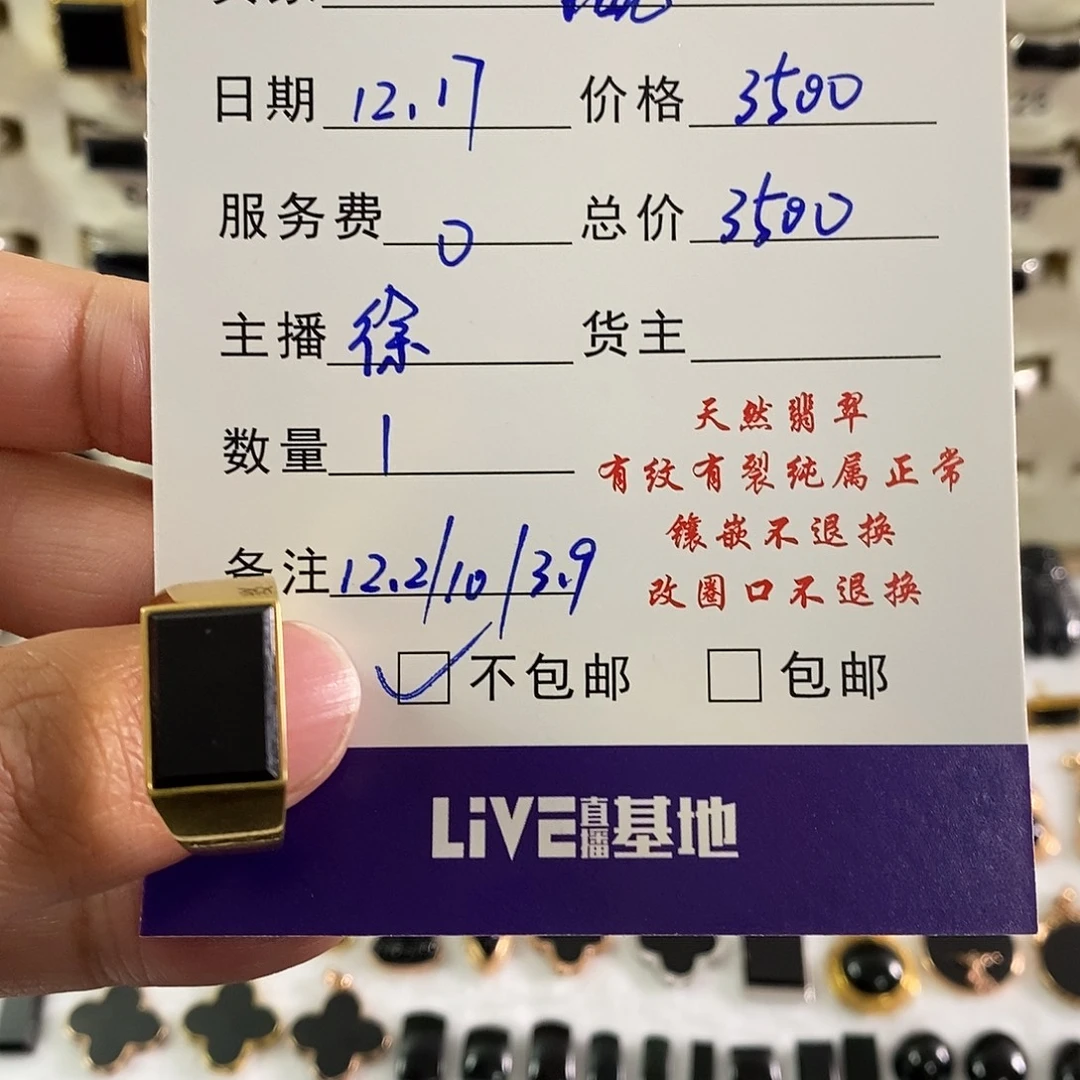 日期 12.17 价格 3500
服务费 0 总价 3500
主播 徐 货主
数量 1
天然翡翠
有纹有裂纯属正常
镶嵌不退换
改圈口不退换
备注 12.2/10/3.9
不包邮 包邮
LiVE直播基地